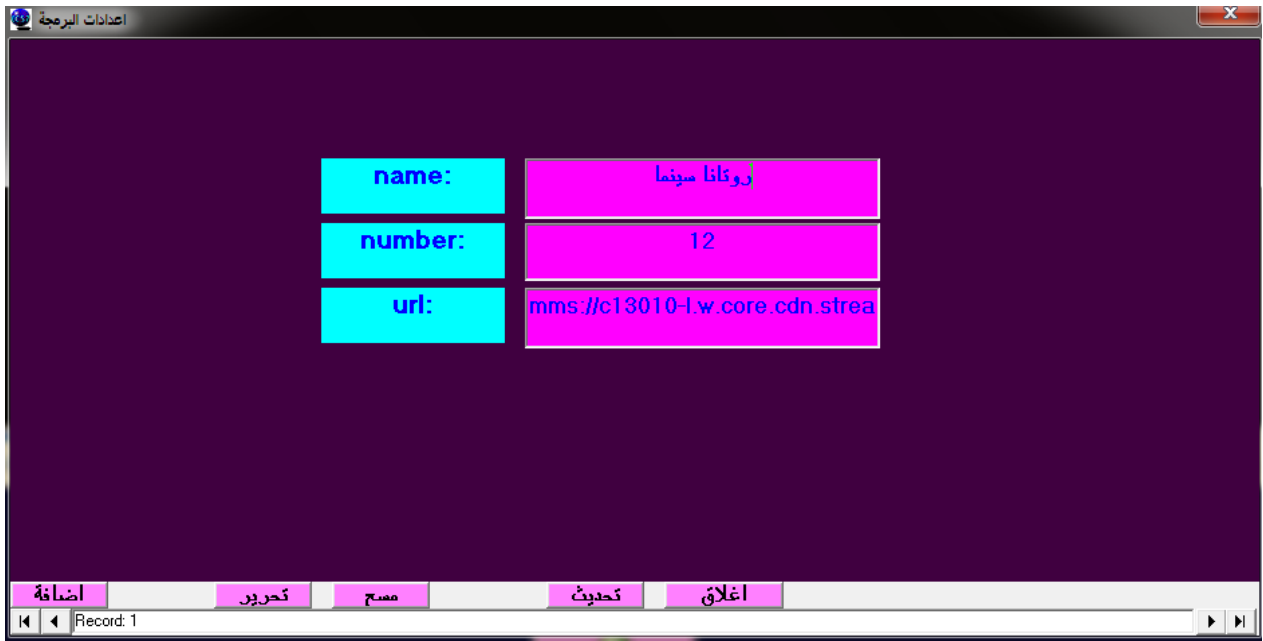 اعدادات البرمجة
name: روتانا سينما
number: 12
url: mms://c13010-l.w.core.cdn.strea
اضافة تحرير مسح تحديث اغلاق
Record: 1